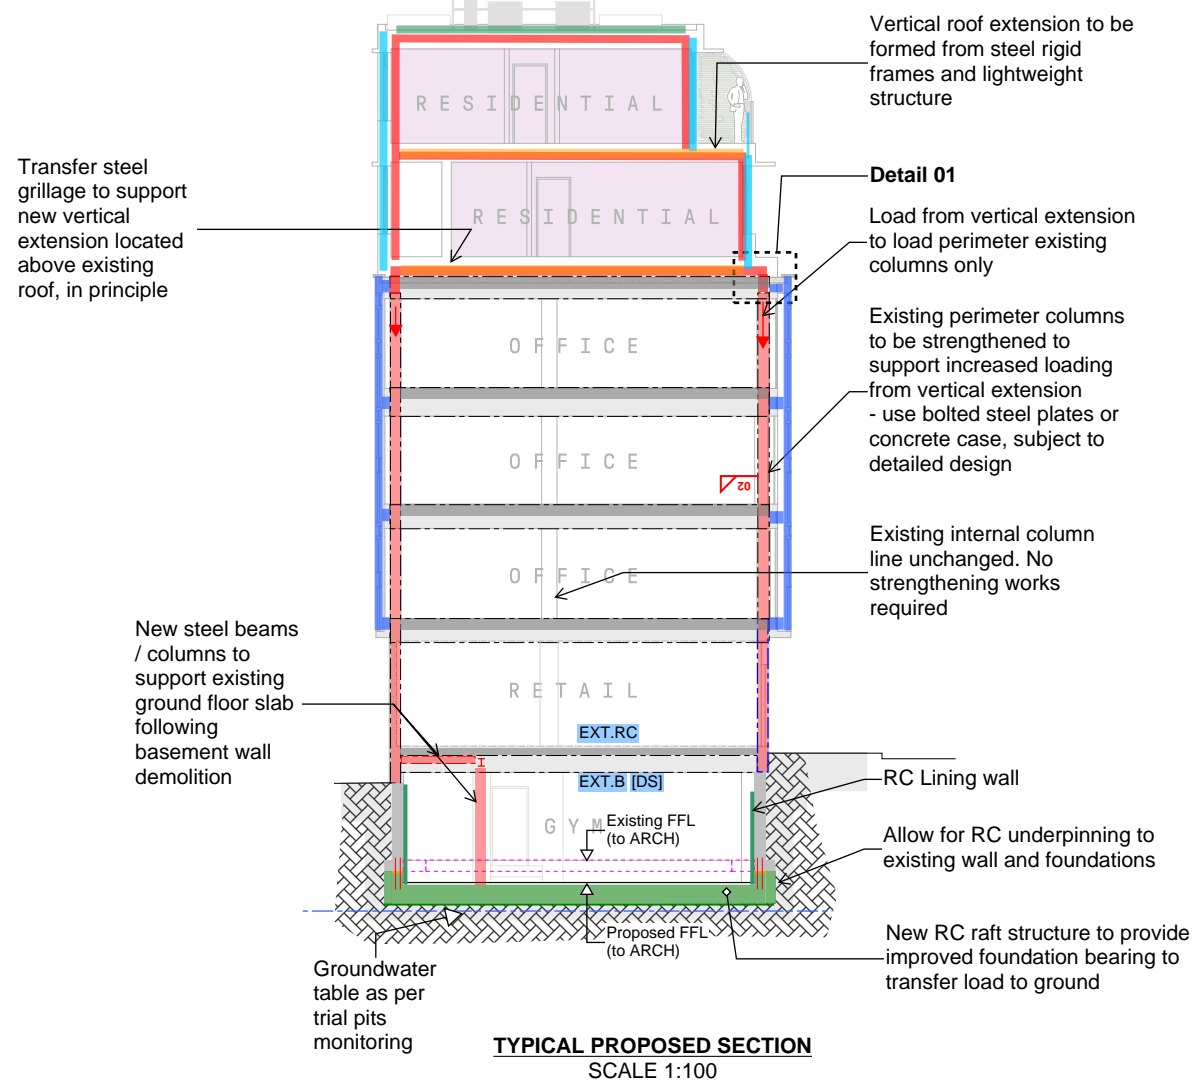 Vertical roof extension to be
formed from steel rigid
frames and lightweight
structure
RESIDENTIAL
Transfer steel
grillage to support
new vertical
extension located
above existing
roof, in principle
Detail 01
RESIDENTIAL
Load from vertical extension
to load perimeter existing
columns only
Existing perimeter columns
to be strengthened to
support increased loading
from vertical extension
- use bolted steel plates or
concrete case, subject to
detailed design
OFFICE
OFFICE
02
Existing internal column
line unchanged. No
strengthening works
required
OFFICE
New steel beams
/ columns to
support existing
ground floor slab
following
basement wall
demolition
RETAIL
EXT.RC
EXT.B [DS]
RC Lining wall
GYM
Existing FFL
(to ARCH)
Allow for RC underpinning to
existing wall and foundations
Proposed FFL
(to ARCH)
New RC raft structure to provide
improved foundation bearing to
transfer load to ground
Groundwater
table as per
trial pits
monitoring
TYPICAL PROPOSED SECTION
SCALE 1:100